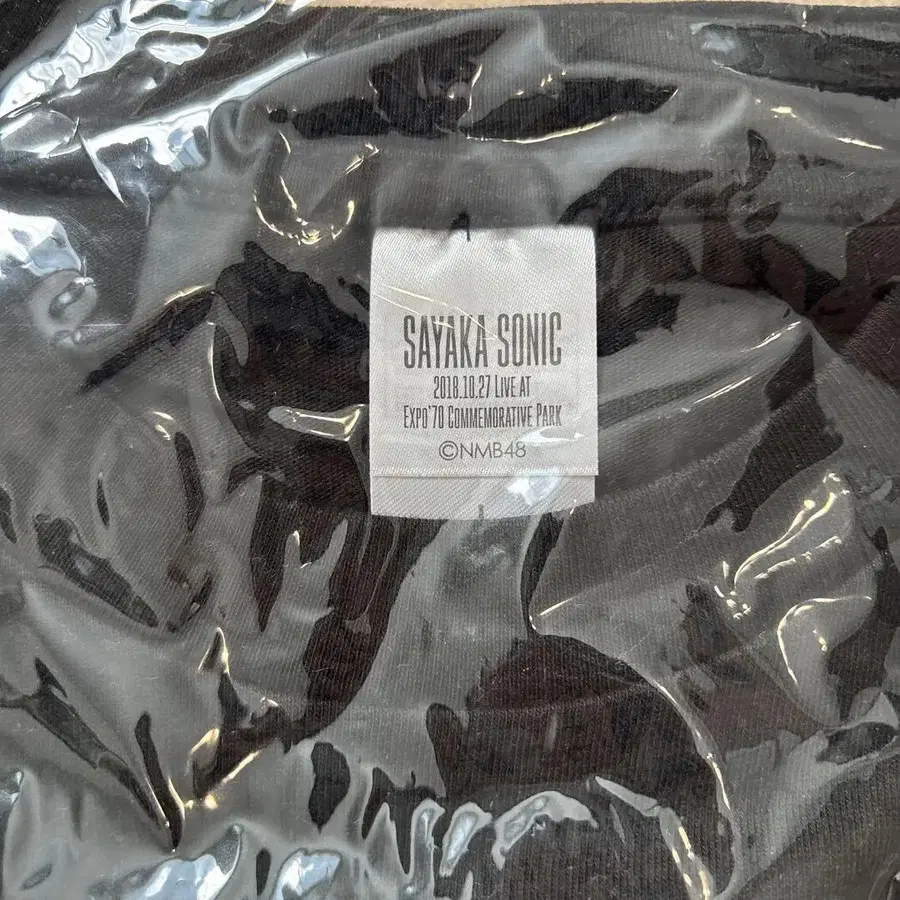 SAYAKA SONIC
2018.10.27 LIVE AT
EXPO'70 COMMEMORATIVE PARK
©NMB48